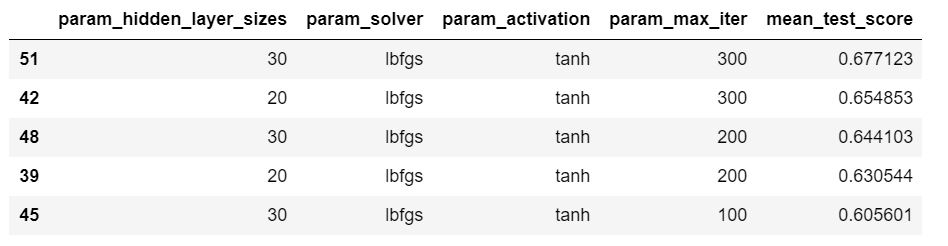 param_hidden_layer_sizes param_solver param_activation param_max_iter mean_test_score
51 30 lbfgs tanh 300 0.677123
42 20 lbfgs tanh 300 0.654853
48 30 lbfgs tanh 200 0.644103
39 20 lbfgs tanh 200 0.630544
45 30 lbfgs tanh 100 0.605601